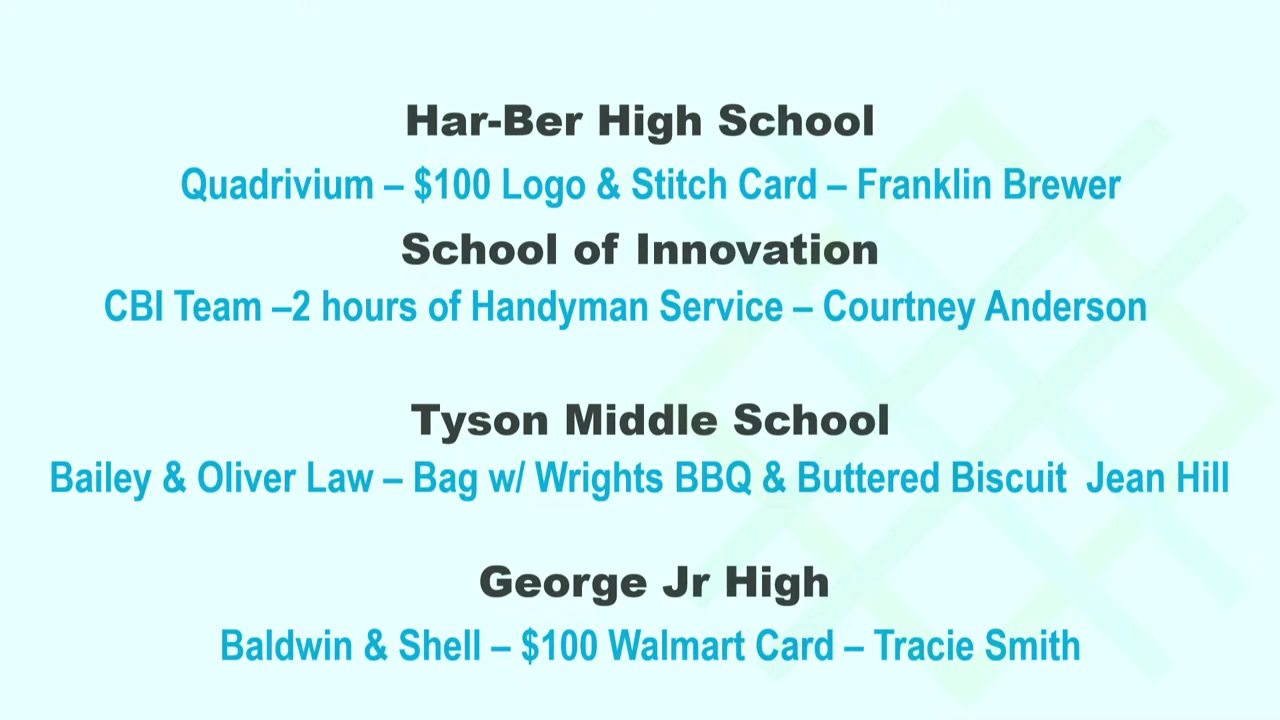 Har-Ber High School
Quadrivium – $100 Logo & Stitch Card – Franklin Brewer
School of Innovation
CBI Team –2 hours of Handyman Service – Courtney Anderson
Tyson Middle School
Bailey & Oliver Law – Bag w/ Wrights BBQ & Buttered Biscuit  Jean Hill
George Jr High
Baldwin & Shell – $100 Walmart Card – Tracie Smith